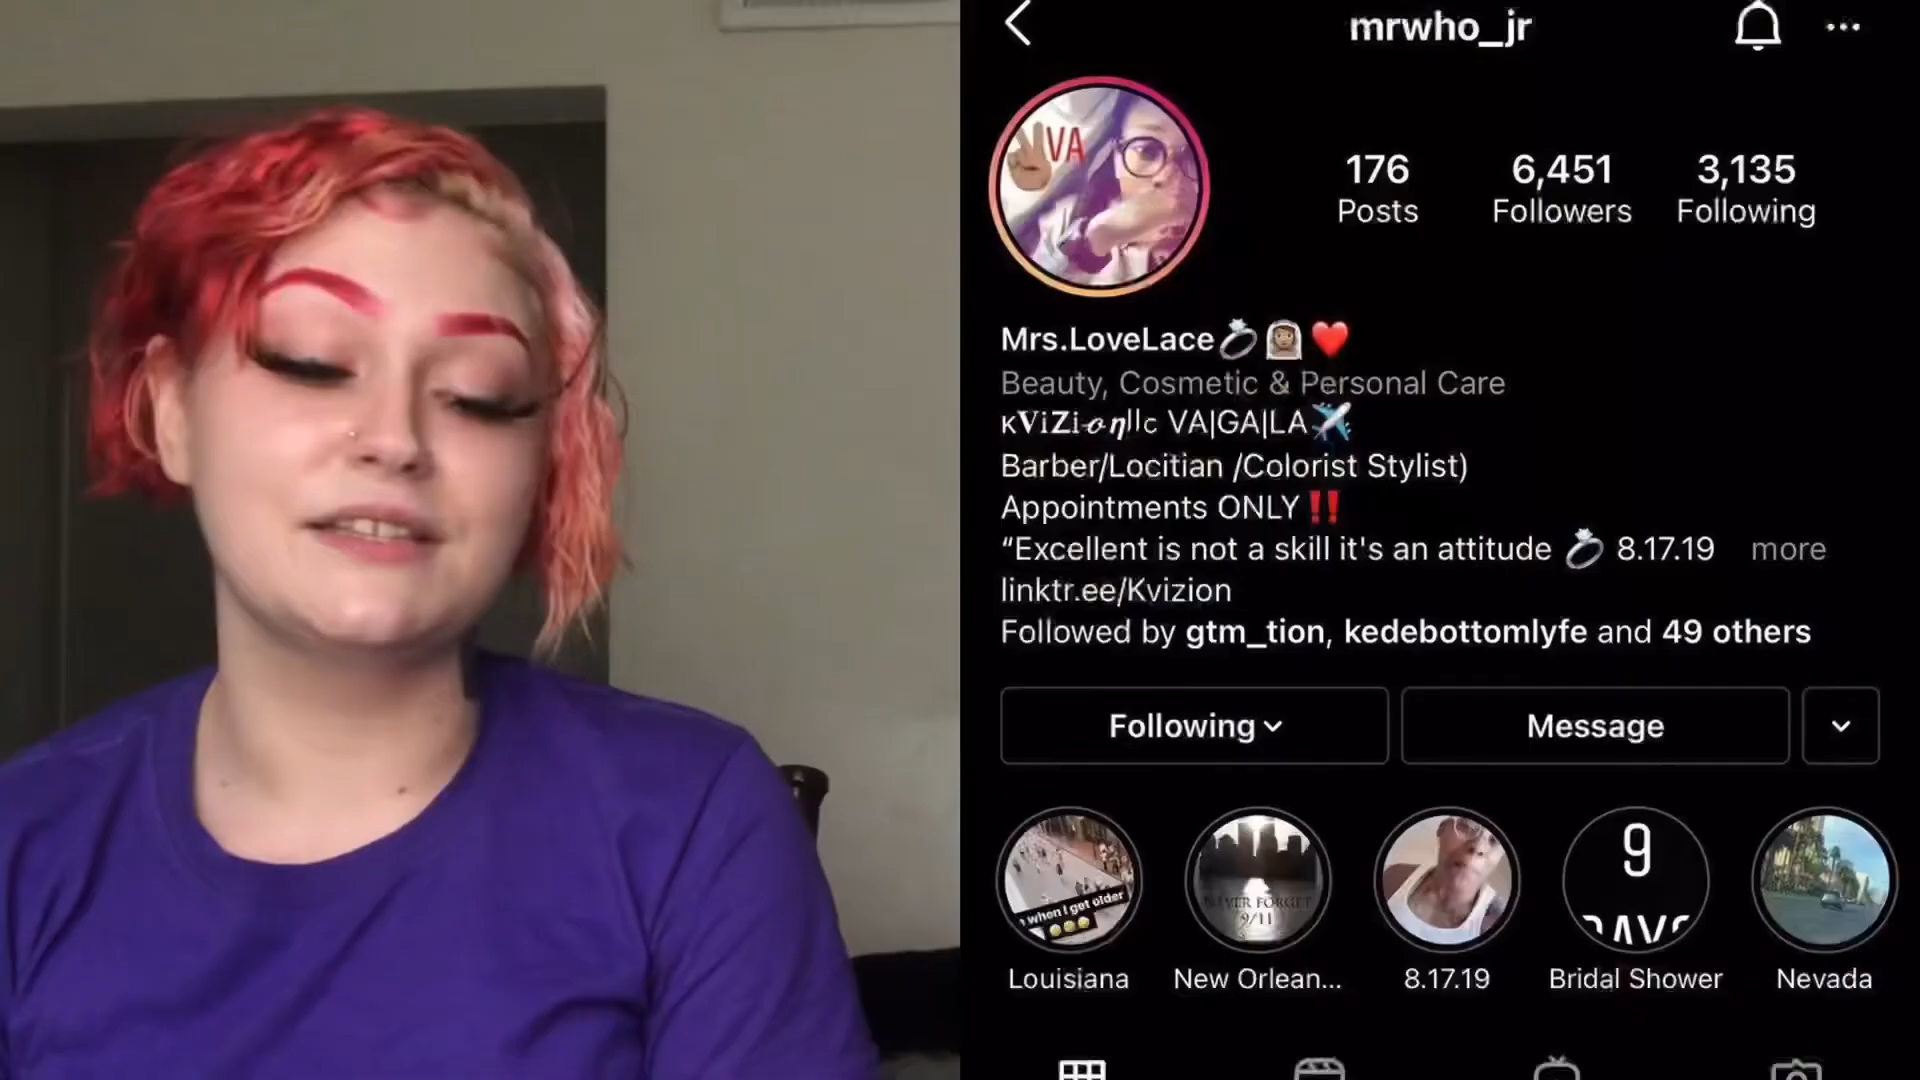 mrwho_jr
VA
176
Posts
6,451
Followers
3,135
Following
Mrs.LoveLace💍👰🏽❤️
Beauty, Cosmetic & Personal Care
κ𝐕i𝐙i𝓸𝜼llc VA|GA|LA✈️
Barber/Locitian /Colorist Stylist)
Appointments ONLY‼️
“Excellent is not a skill it's an attitude 💍 8.17.19 more
linktr.ee/Kvizion
Followed by gtm_tion, kedebottomlyfe and 49 others
Following
Message
when I get older
NEVER FORGET
9/11
9
DAYS
Louisiana
New Orlean...
8.17.19
Bridal Shower
Nevada